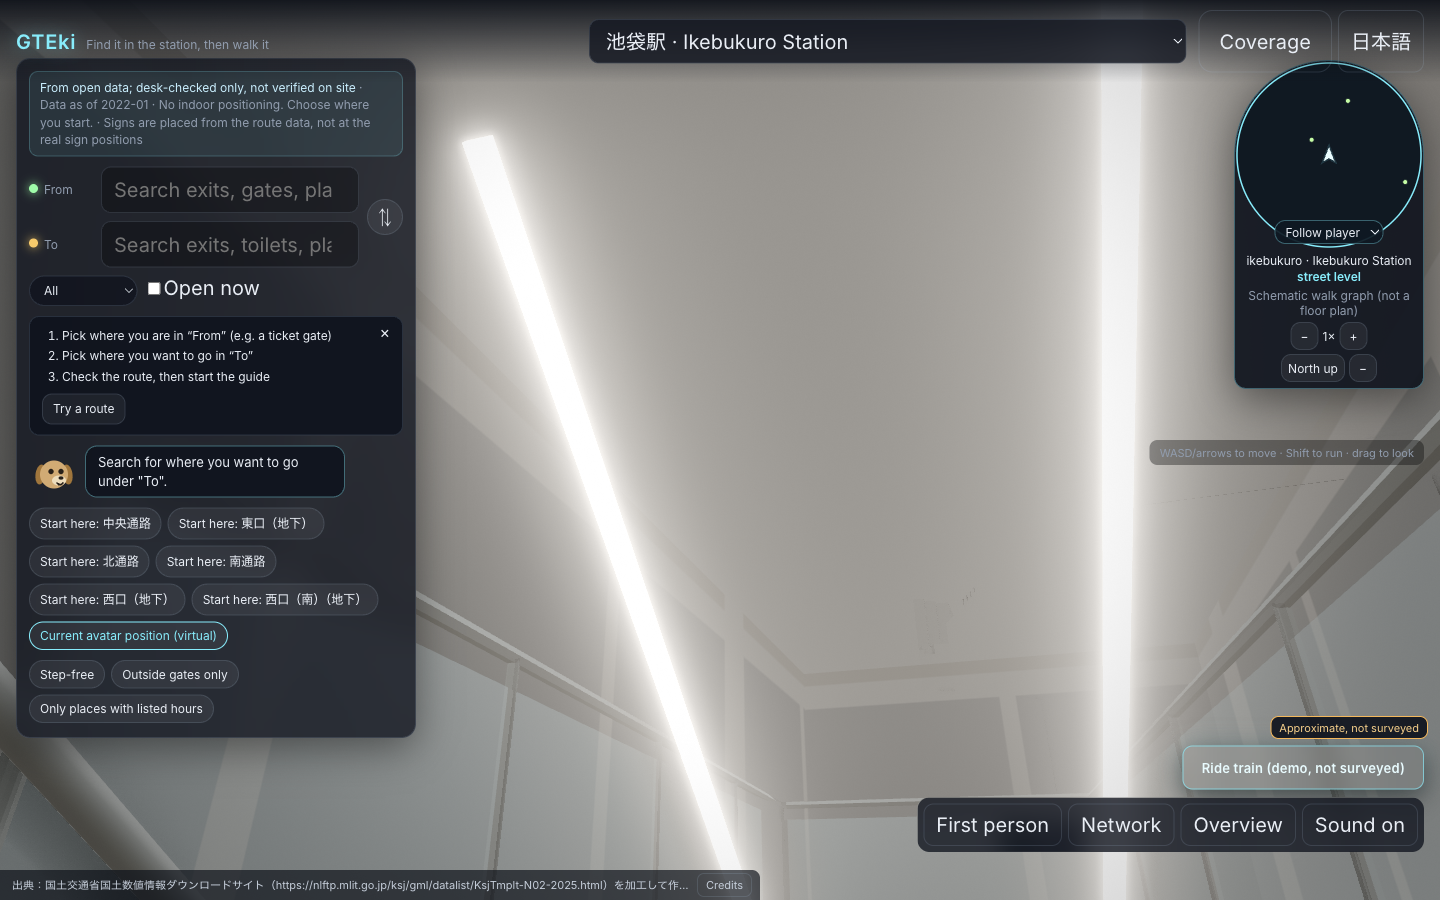 GTEki Find it in the station, then walk it
池袋駅 · Ikebukuro Station
Coverage
日本語
From open data; desk-checked only, not verified on site ·
Data as of 2022-01 · No indoor positioning. Choose where
you start. · Signs are placed from the route data, not at the
real sign positions
From
Search exits, gates, pla
To
Search exits, toilets, pla
All
Open now
1. Pick where you are in “From” (e.g. a ticket gate)
2. Pick where you want to go in “To”
3. Check the route, then start the guide
Try a route
Search for where you want to go
under "To".
Start here: 中央通路
Start here: 東口（地下）
Start here: 北通路
Start here: 南通路
Start here: 西口（地下）
Start here: 西口（南）（地下）
Current avatar position (virtual)
Step-free
Outside gates only
Only places with listed hours
Follow player
ikebukuro · Ikebukuro Station
street level
Schematic walk graph (not a
floor plan)
− 1× +
North up −
WASD/arrows to move · Shift to run · drag to look
Approximate, not surveyed
Ride train (demo, not surveyed)
First person
Network
Overview
Sound on
出典：国土交通省国土数値情報ダウンロードサイト（https://nlftp.mlit.go.jp/ksj/gml/datalist/KsjTmplt-N02-2025.html）を加工して作...
Credits